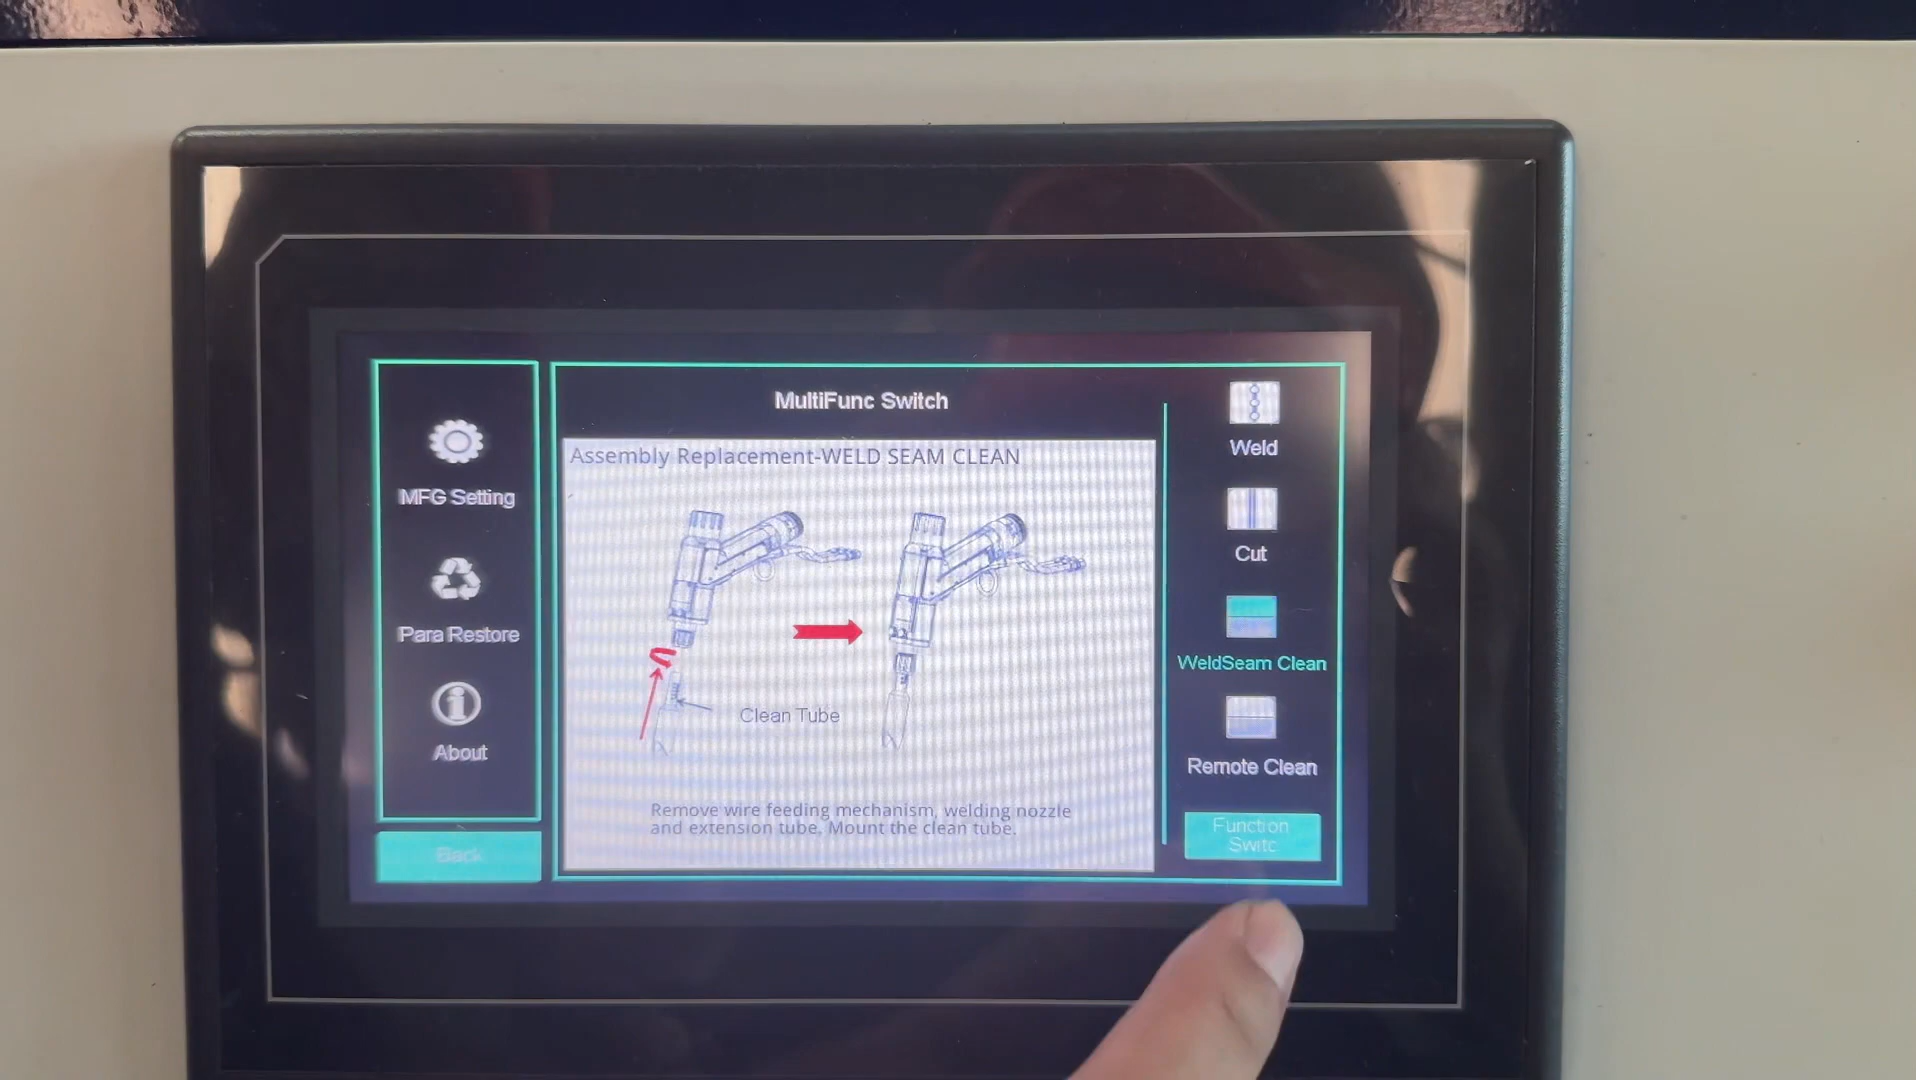 MultiFunc Switch
Assembly Replacement-WELD SEAM CLEAN
Clean Tube
Remove wire feeding mechanism, welding nozzle
and extension tube. Mount the clean tube.
MFG Setting
Para Restore
About
Back
Weld
Cut
WeldSeam Clean
Remote Clean
Function
Switc